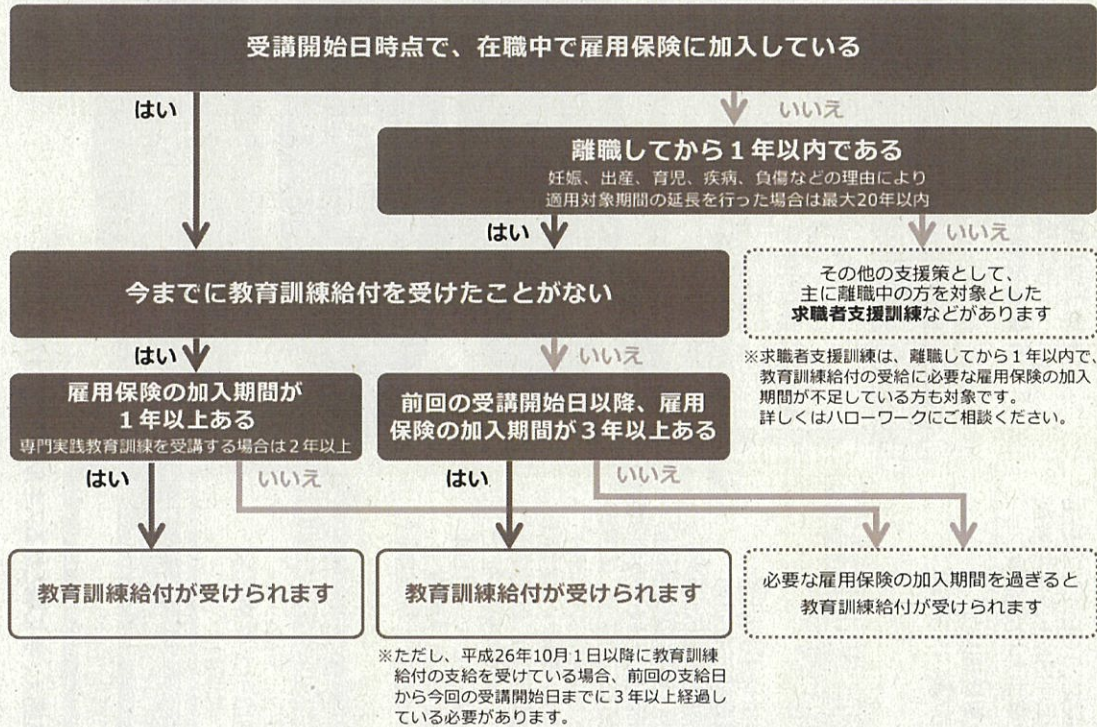 受講開始日時点で、在職中で雇用保険に加入している
はい
いいえ
離職してから１年以内である
妊娠、出産、育児、疾病、負傷などの理由により
適用対象期間の延長を行った場合は最大20年以内
はい
いいえ
今までに教育訓練給付を受けたことがない
その他の支援策として、
主に離職中の方を対象とした
求職者支援訓練などがあります
※求職者支援訓練は、離職してから１年以内で、
教育訓練給付の受給に必要な雇用保険の加入
期間が不足している方も対象です。
詳しくはハローワークにご相談ください。
はい
いいえ
雇用保険の加入期間が
１年以上ある
専門実践教育訓練を受講する場合は２年以上
前回の受講開始日以降、雇用
保険の加入期間が３年以上ある
はい
いいえ
はい
いいえ
教育訓練給付が受けられます
教育訓練給付が受けられます
必要な雇用保険の加入期間を過ぎると
教育訓練給付が受けられます
※ただし、平成26年10月１日以降に教育訓練
給付の支給を受けている場合、前回の支給日
から今回の受講開始日までに３年以上経過し
ている必要があります。